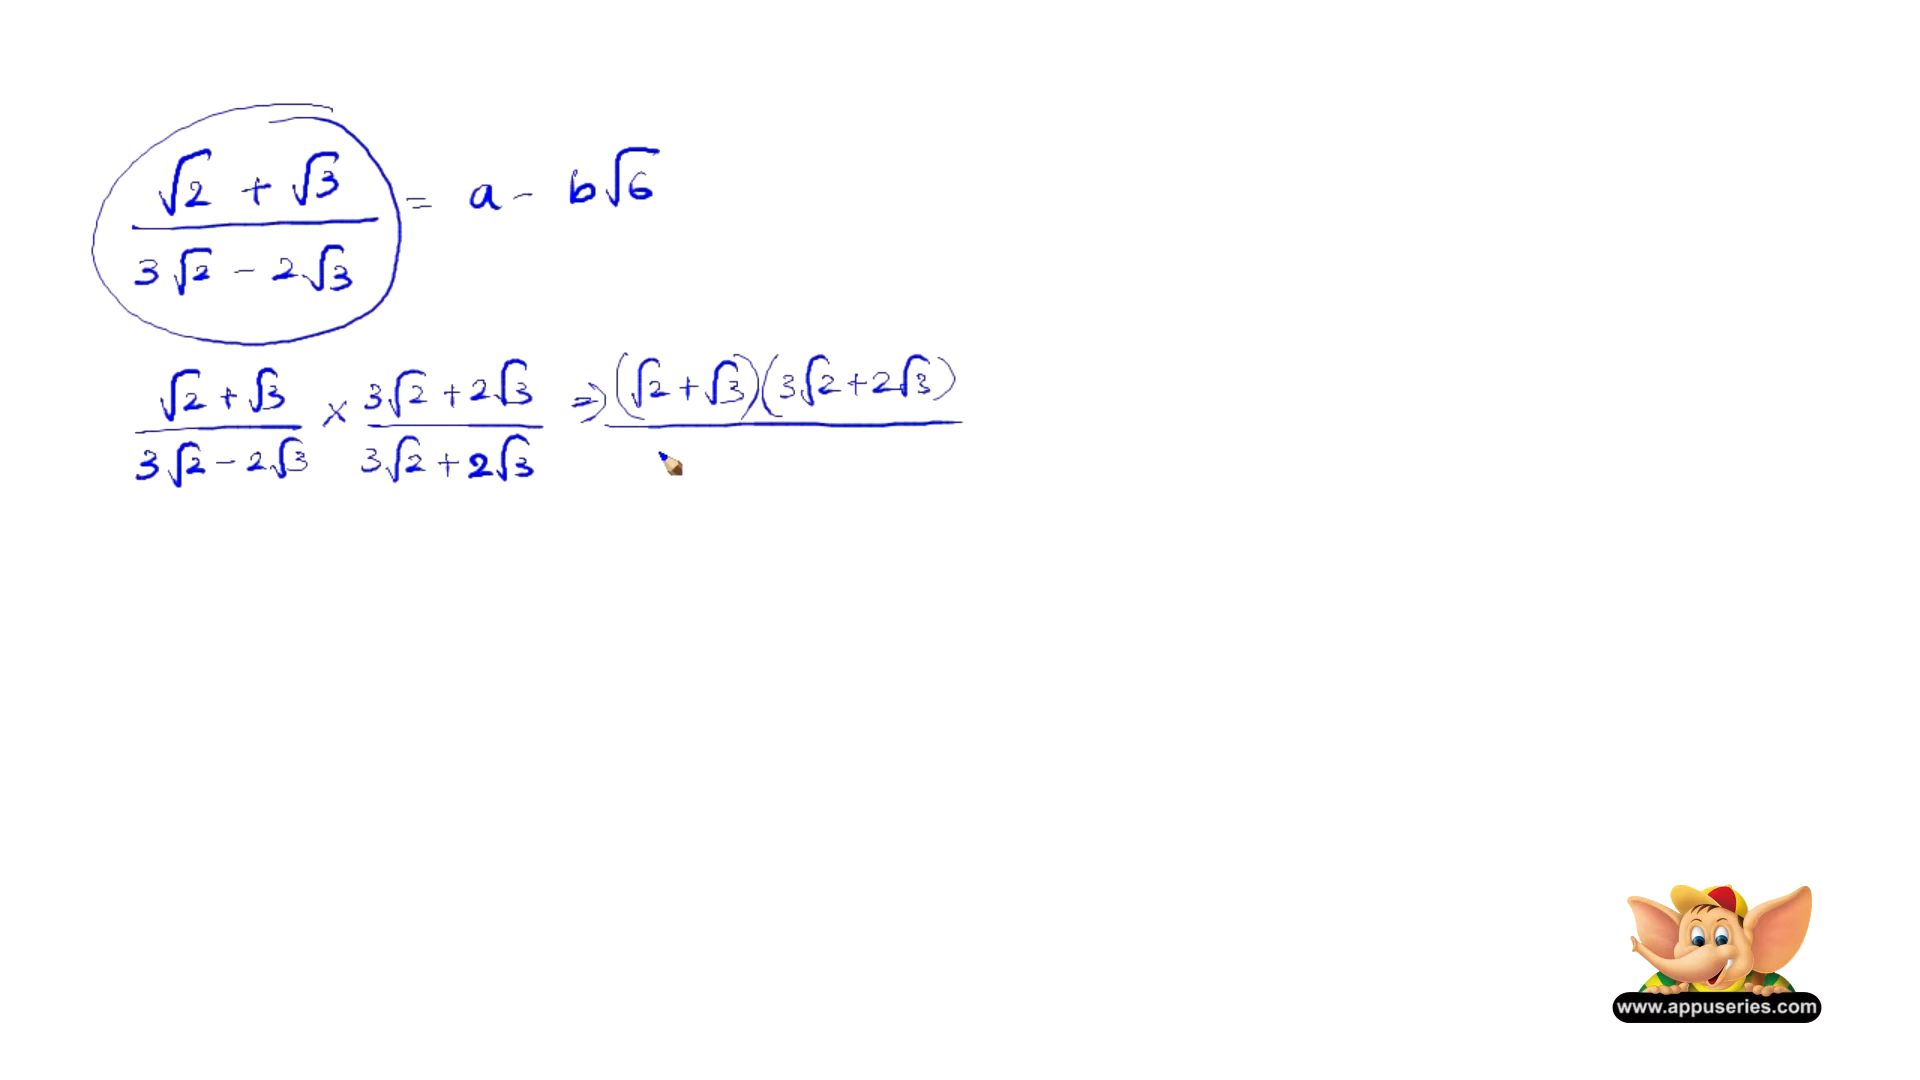 (√2 + √3)/(3√2 - 2√3) = a - b√6
(√2 + √3)/(3√2 - 2√3) × (3√2 + 2√3)/(3√2 + 2√3) ⇒ (√2 + √3)(3√2 + 2√3)
www.appuseries.com